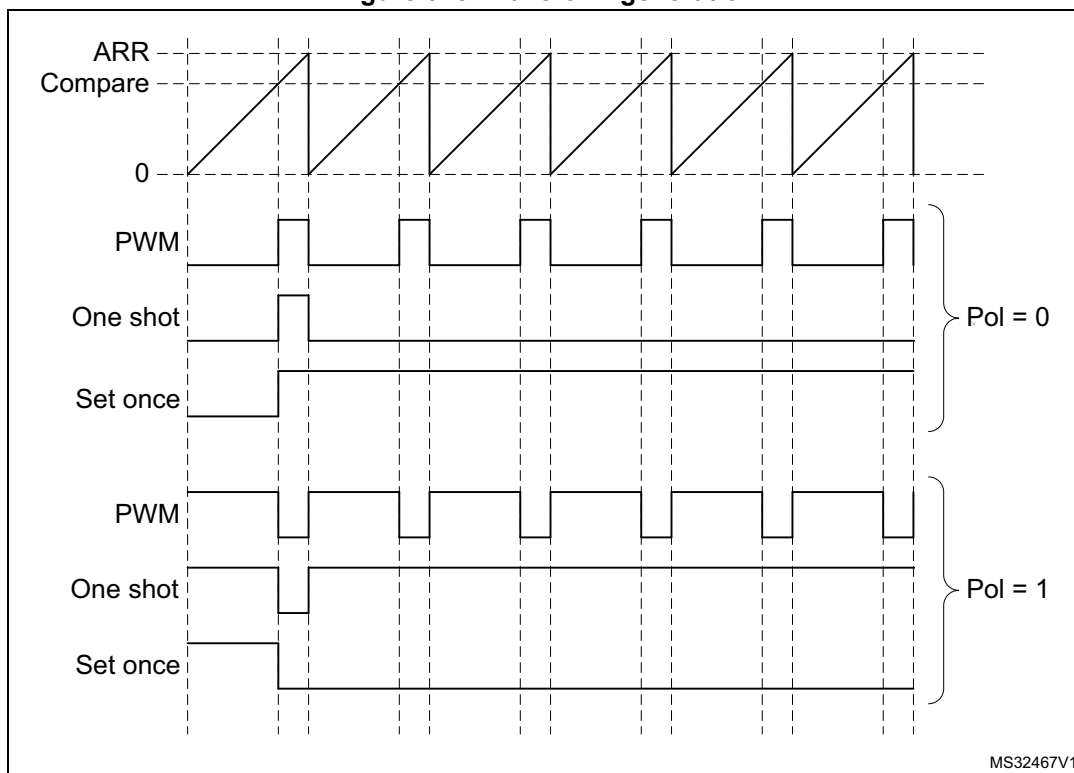 ARR
Compare
0
PWM
One shot
Pol = 0
Set once
PWM
One shot
Pol = 1
Set once
MS32467V1